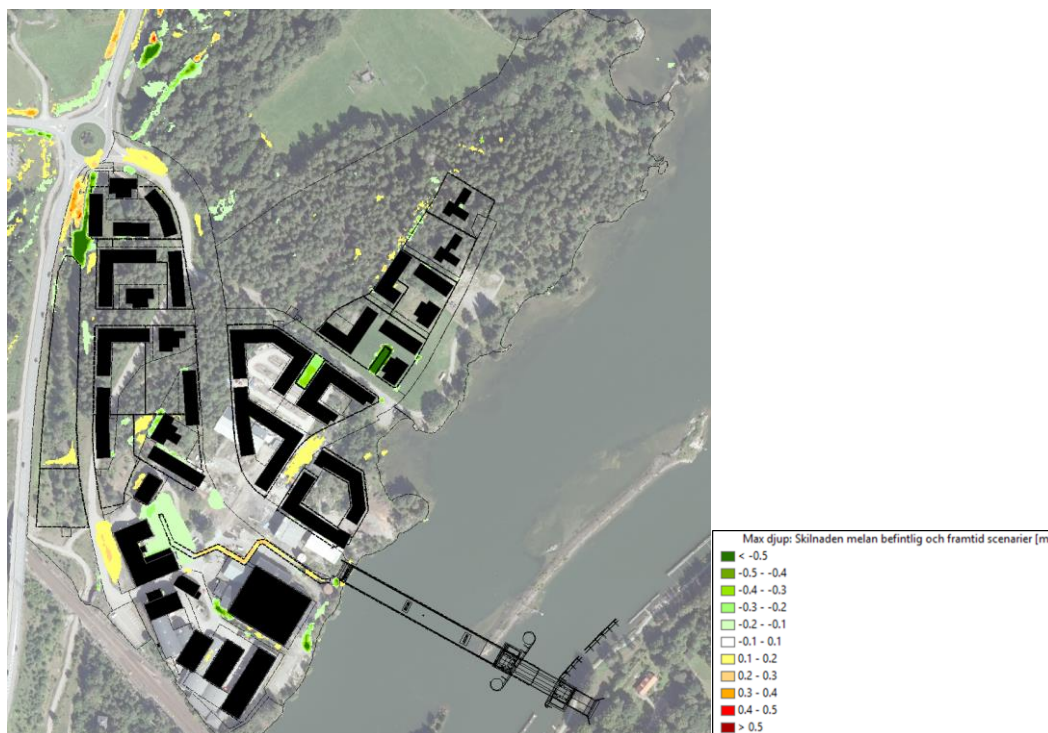 Max djup: Skilnaden melan befintlig och framtid scenarier [m
< -0.5
-0.5 - -0.4
-0.4 - -0.3
-0.3 - -0.2
-0.2 - -0.1
-0.1 - 0.1
0.1 - 0.2
0.2 - 0.3
0.3 - 0.4
0.4 - 0.5
> 0.5